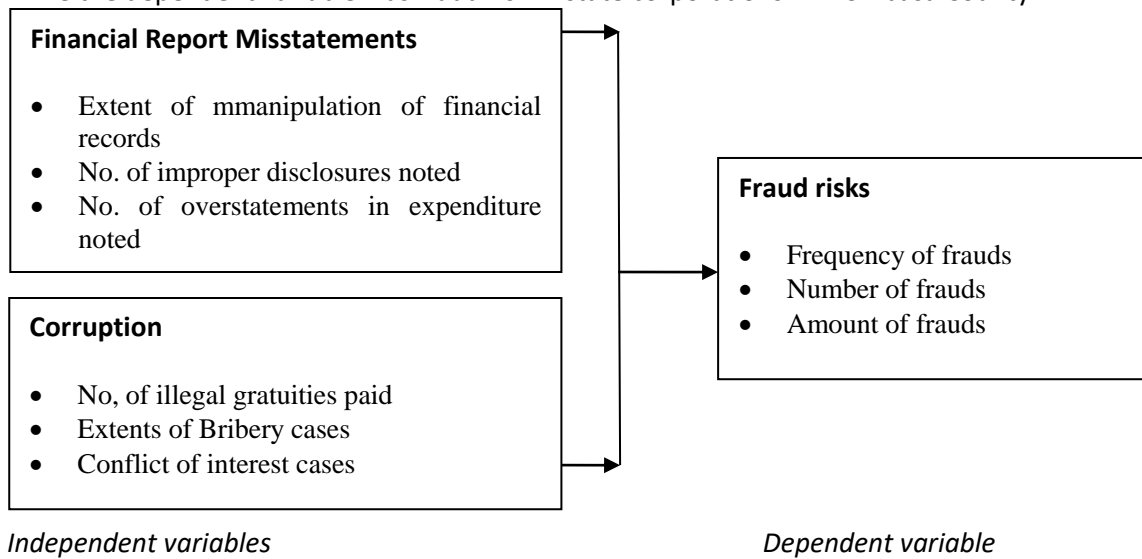 Financial Report Misstatements
• Extent of mmanipulation of financial
records
• No. of improper disclosures noted
• No. of overstatements in expenditure
noted
Corruption
• No, of illegal gratuities paid
• Extents of Bribery cases
• Conflict of interest cases
Fraud risks
• Frequency of frauds
• Number of frauds
• Amount of frauds
Independent variables
Dependent variable